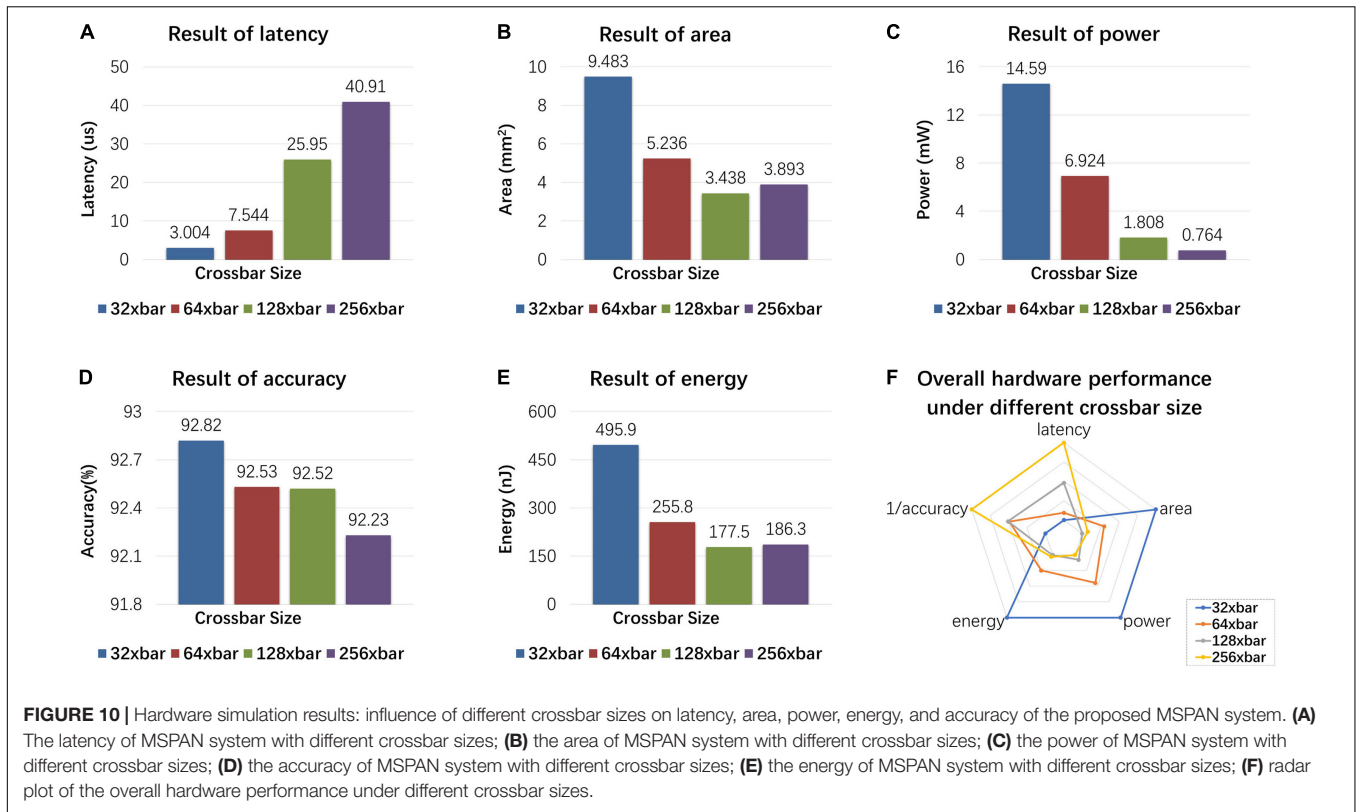 A Result of latency
50
40
30
20
10
0
Latency (us)
3.004
7.544
25.95
40.91
Crossbar Size
32xbar 64xbar 128xbar 256xbar
B Result of area
10
8
6
4
2
0
Area (mm²)
9.483
5.236
3.438
3.893
Crossbar Size
32xbar 64xbar 128xbar 256xbar
C Result of power
16
12
8
4
0
Power (mW)
14.59
6.924
1.808
0.764
Crossbar Size
32xbar 64xbar 128xbar 256xbar
D Result of accuracy
93
92.7
92.4
92.1
91.8
Accuracy(%)
92.82
92.53
92.52
92.23
Crossbar Size
32xbar 64xbar 128xbar 256xbar
E Result of energy
600
450
300
150
0
Energy (nJ)
495.9
255.8
177.5
186.3
Crossbar Size
32xbar 64xbar 128xbar 256xbar
F Overall hardware performance
under different crossbar size
latency
area
power
energy
1/accuracy
32xbar
64xbar
128xbar
256xbar
FIGURE 10 | Hardware simulation results: influence of different crossbar sizes on latency, area, power, energy, and accuracy of the proposed MSPAN system. (A)
The latency of MSPAN system with different crossbar sizes; (B) the area of MSPAN system with different crossbar sizes; (C) the power of MSPAN system with
different crossbar sizes; (D) the accuracy of MSPAN system with different crossbar sizes; (E) the energy of MSPAN system with different crossbar sizes; (F) radar
plot of the overall hardware performance under different crossbar sizes.